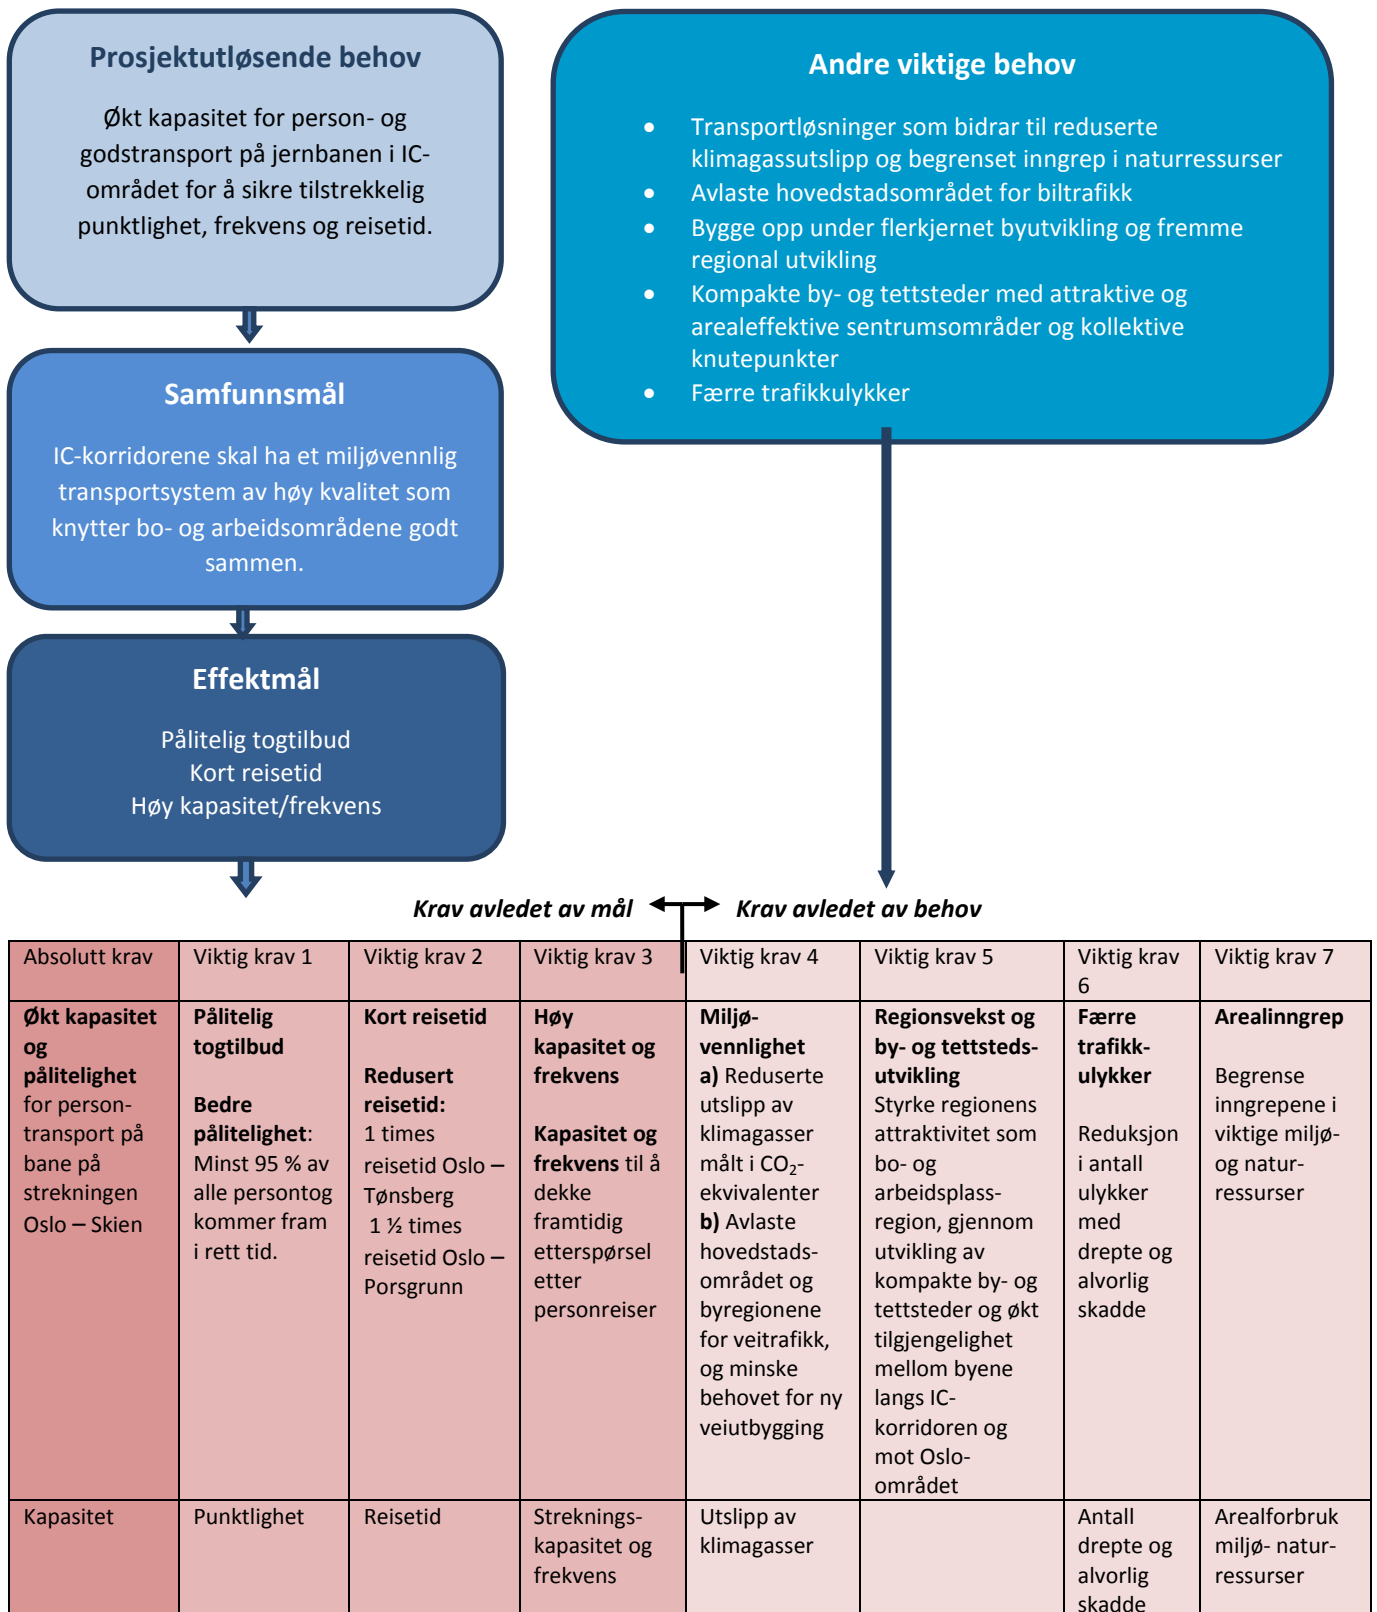 Prosjektutløsende behov
Økt kapasitet for person- og
godstransport på jernbanen i IC-
området for å sikre tilstrekkelig
punktlighet, frekvens og reisetid.
Andre viktige behov
• Transportløsninger som bidrar til reduserte
klimagassutslipp og begrenset inngrep i naturressurser
• Avlaste hovedstadsområdet for biltrafikk
• Bygge opp under flerkjernet byutvikling og fremme
regional utvikling
• Kompakte by- og tettsteder med attraktive og
arealeffektive sentrumsområder og kollektive
knutepunkter
• Færre trafikkulykker
Samfunnsmål
IC-korridorene skal ha et miljøvennlig
transportsystem av høy kvalitet som
knytter bo- og arbeidsområdene godt
sammen.
Effektmål
Pålitelig togtilbud
Kort reisetid
Høy kapasitet/frekvens
Krav avledet av mål
Krav avledet av behov
Absolutt krav
Viktig krav 1
Viktig krav 2
Viktig krav 3
Viktig krav 4
Viktig krav 5
Viktig krav
6
Viktig krav 7
Økt kapasitet
og
pålitelighet
for person-
transport på
bane på
strekningen
Oslo – Skien
Pålitelig
togtilbud
Bedre
pålitelighet:
Minst 95 % av
alle persontog
kommer fram
i rett tid.
Kort reisetid
Redusert
reisetid:
1 times
reisetid Oslo –
Tønsberg
1 ½ times
reisetid Oslo –
Porsgrunn
Høy
kapasitet og
frekvens
Kapasitet og
frekvens til å
dekke
framtidig
etterspørsel
etter
personreiser
Miljø-
vennlighet
a) Reduserte
utslipp av
klimagasser
målt i CO₂-
ekvivalenter
b) Avlaste
hovedstads-
området og
byregionene
for veitrafikk,
og minske
behovet for ny
veiutbygging
Regionsvekst og
by- og tettsteds-
utvikling
Styrke regionens
attraktivitet som
bo- og
arbeidsplass-
region, gjennom
utvikling av
kompakte by- og
tettsteder og økt
tilgjengelighet
mellom byene
langs IC-
korridoren og
mot Oslo-
området
Færre
trafikk-
ulykker
Reduksjon
i antall
ulykker
med
drepte og
alvorlig
skadde
Arealinngrep
Begrense
inngrepene i
viktige miljø-
og natur-
ressurser
Kapasitet
Punktlighet
Reisetid
Streknings-
kapasitet og
frekvens
Utslipp av
klimagasser
Antall
drepte og
alvorlig
skadde
Arealforbruk
miljø- natur-
ressurser